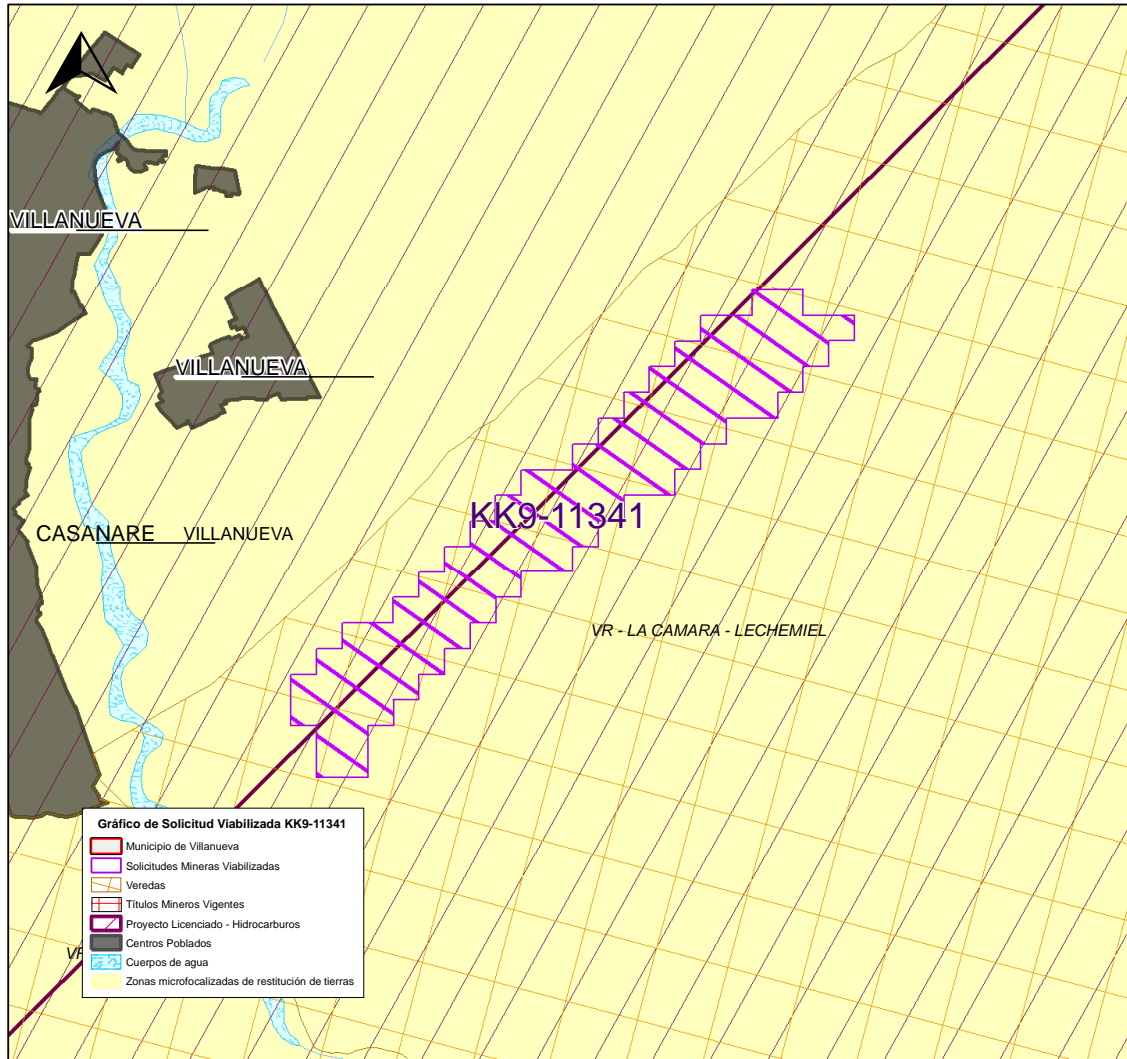 VILLANUEVA
VILLANUEVA
KK9-11341
CASANARE VILLANUEVA
VR - LA CAMARA - LECHEMIEL
Gráfico de Solicitud Viabilizada KK9-11341
Municipio de Villanueva
Solicitudes Mineras Viabilizadas
Veredas
Títulos Mineros Vigentes
Proyecto Licenciado - Hidrocarburos
Centros Poblados
Cuerpos de agua
Zonas microfocalizadas de restitución de tierras